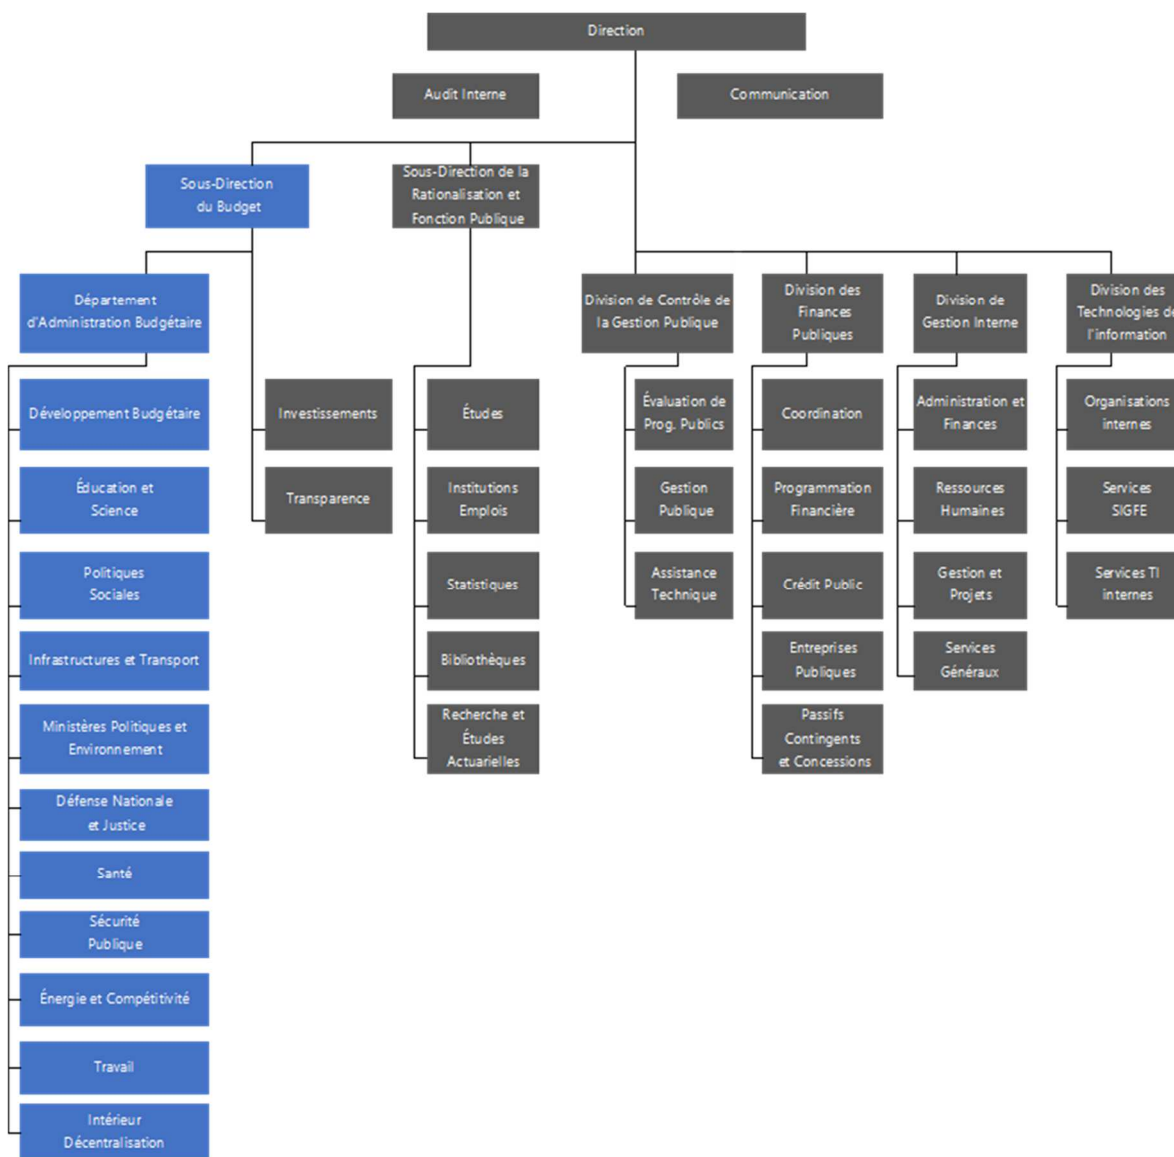 Direction
Audit Interne
Communication
Sous-Direction
du Budget
Sous-Direction de la
Rationalisation et
Fonction Publique
Département
d'Administration Budgétaire
Division de Contrôle de
la Gestion Publique
Division des
Finances
Publiques
Division de
Gestion Interne
Division des
Technologies de
l'information
Développement Budgétaire
Éducation et
Science
Politiques
Sociales
Infrastructures et Transport
Ministères Politiques et
Environnement
Défense Nationale
et Justice
Santé
Sécurité
Publique
Énergie et Compétitivité
Travail
Intérieur
Décentralisation
Investissements
Transparence
Études
Institutions
Emplois
Statistiques
Bibliothèques
Recherche et
Études
Actuarielles
Évaluation de
Prog. Publics
Gestion
Publique
Assistance
Technique
Coordination
Programmation
Financière
Crédit Public
Entreprises
Publiques
Passifs
Contingents
et Concessions
Administration et
Finances
Ressources
Humaines
Gestion et
Projets
Services
Généraux
Organisations
internes
Services
SIGFE
Services TI
internes